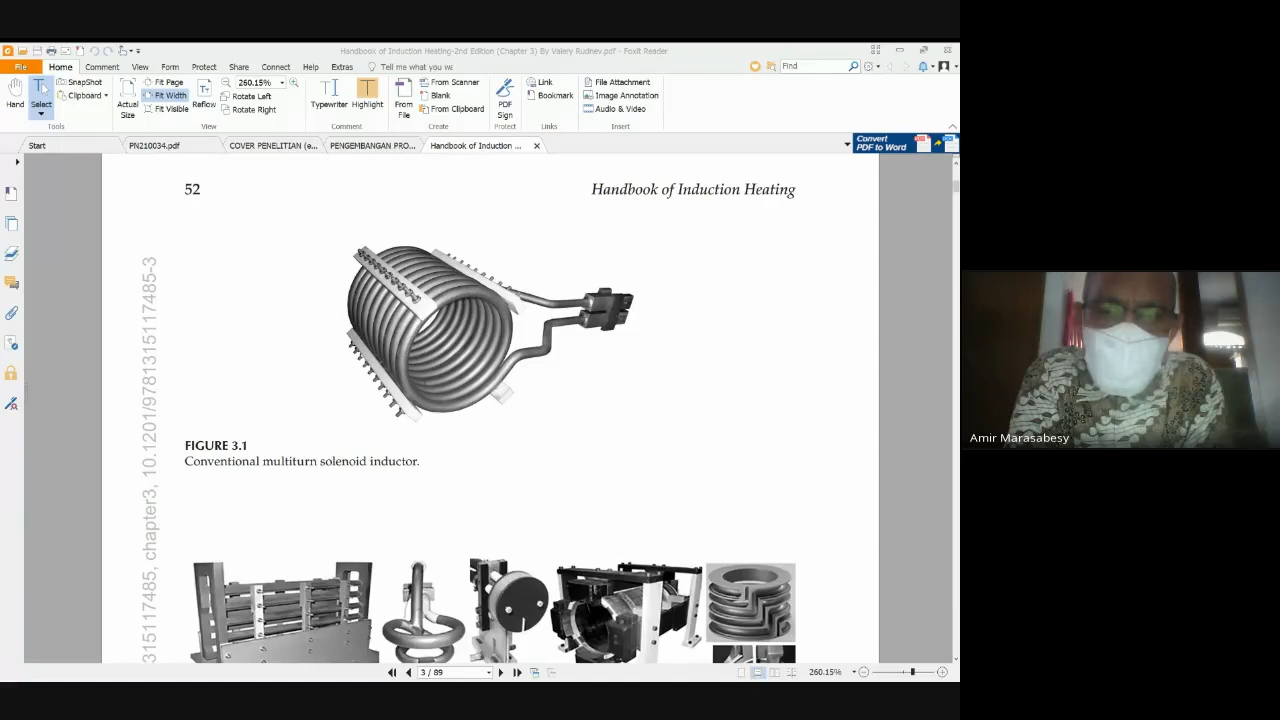 Handbook of Induction Heating-2nd Edition (Chapter 3) By Valery Rudnev.pdf - Foxit Reader
File Home Comment View Form Protect Share Connect Help Extras Tell me what you w Find
Hand
Select
SnapShot
Clipboard
Tools
Actual Size
Fit Page
Fit Width
Fit Visible
Reflow
260.15%
Rotate Left
Rotate Right
View
Typewriter
Highlight
Comment
From File
From Scanner
Blank
From Clipboard
Create
PDF Sign
Protect
Link
Bookmark
Links
File Attachment
Image Annotation
Audio & Video
Insert
Start PN210034.pdf COVER PENELITIAN (e... PENGEMBANGAN PRO... Handbook of Induction ...
Convert
PDF to Word
52 Handbook of Induction Heating
315117485, chapter3, 10.1201/9781315117485-3
FIGURE 3.1
Conventional multiturn solenoid inductor.
Amir Marasabesy
3 / 89 260.15%